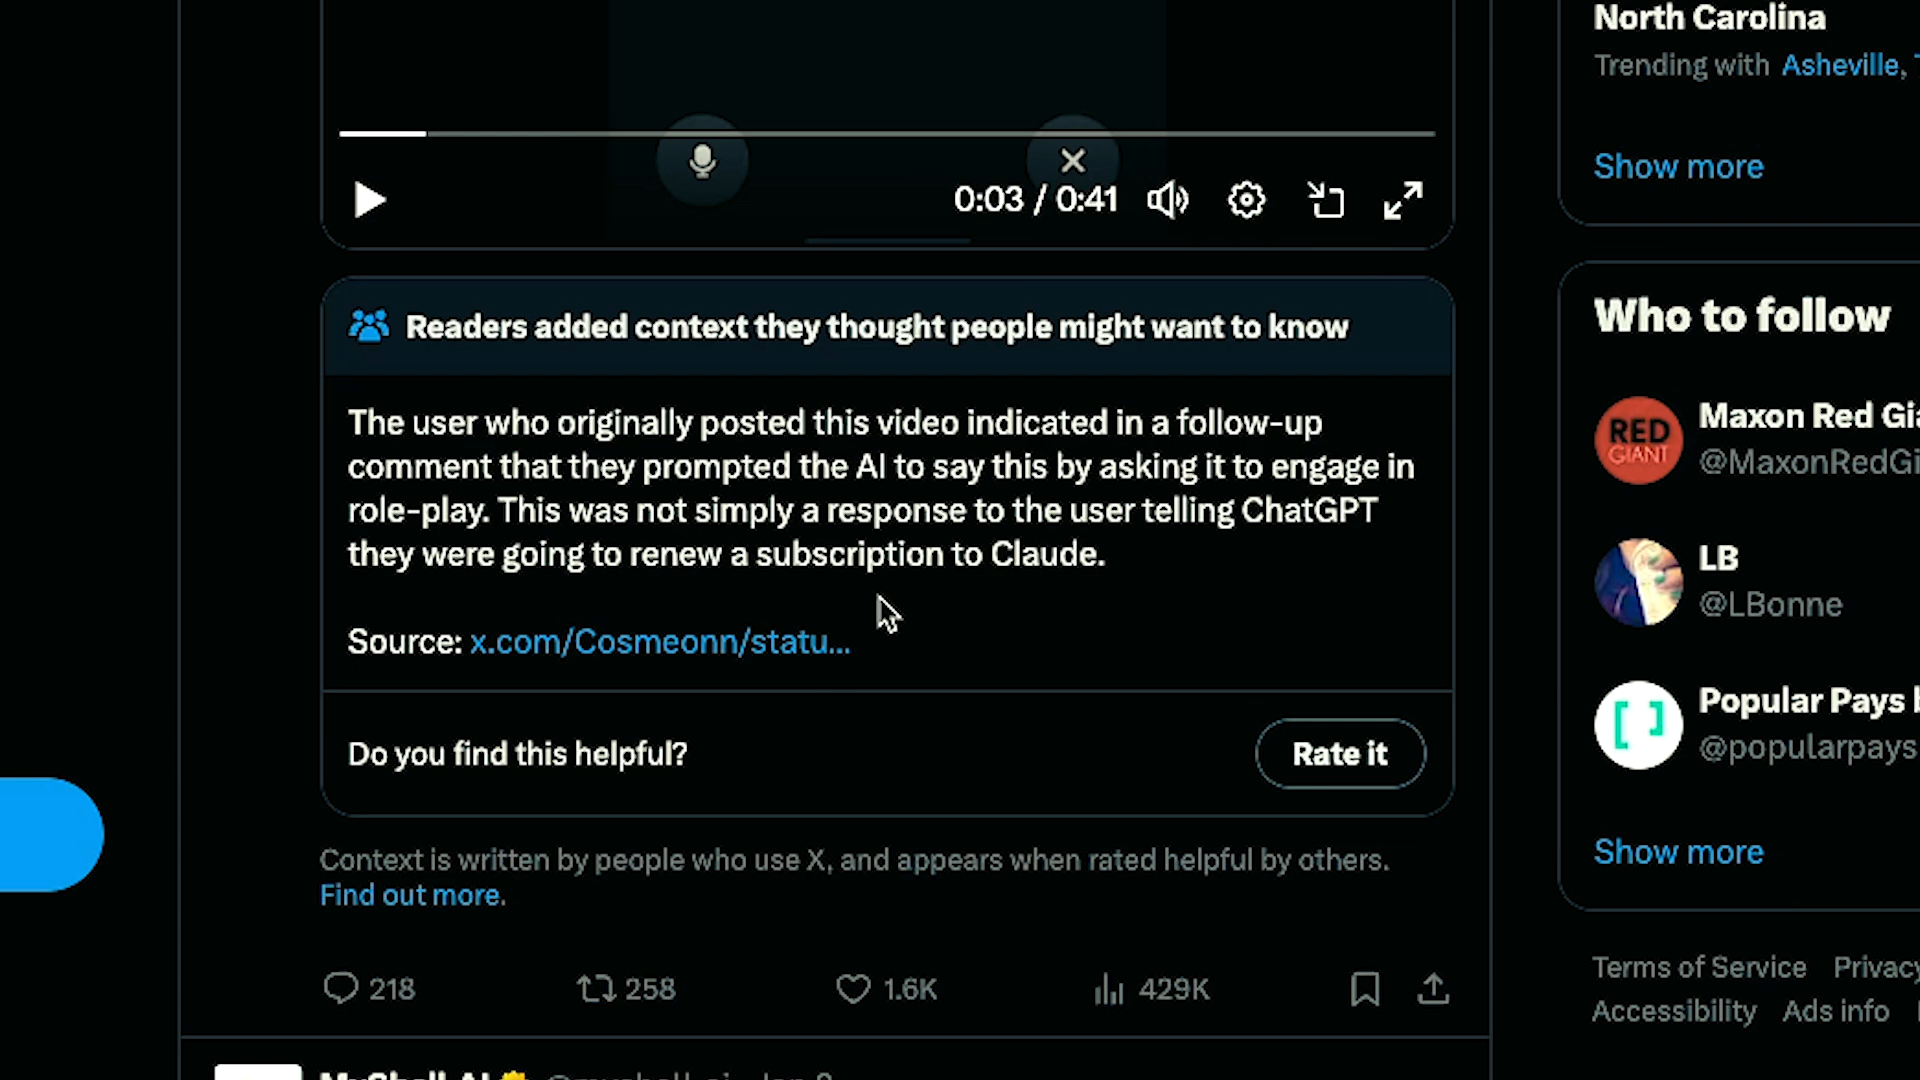 North Carolina
Trending with Asheville,
Show more
0:03 / 0:41
Readers added context they thought people might want to know
The user who originally posted this video indicated in a follow-up
comment that they prompted the AI to say this by asking it to engage in
role-play. This was not simply a response to the user telling ChatGPT
they were going to renew a subscription to Claude.
Source: x.com/Cosmeonn/statu...
Do you find this helpful?
Rate it
Context is written by people who use X, and appears when rated helpful by others.
Find out more.
218
258
1.6K
429K
Who to follow
RED
GIANT
Maxon Red Gia
@MaxonRedGi
LB
@LBonne
Popular Pays
@popularpays
Show more
Terms of Service Privacy
Accessibility Ads info